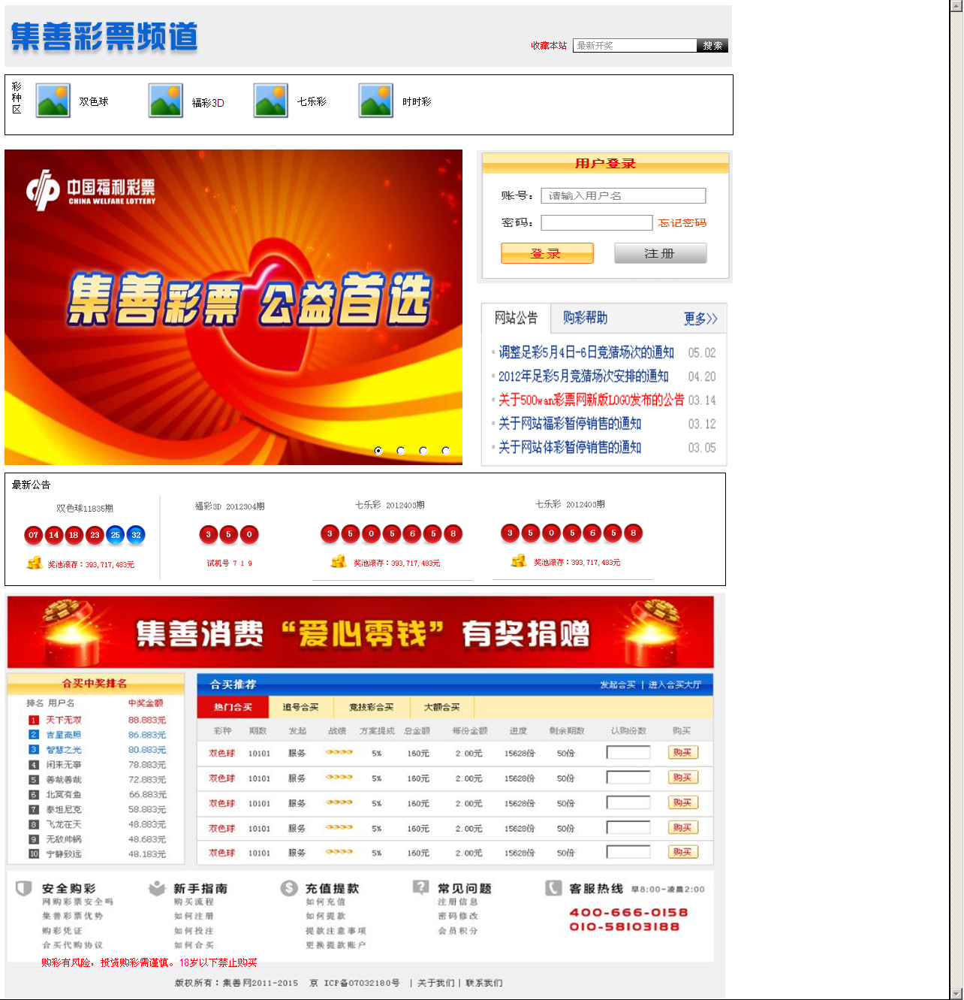 集善彩票频道
收藏本站 最新开奖 搜索
彩种区 双色球 福彩3D 七乐彩 时时彩
中国福利彩票
CHINA WELFARE LOTTERY
集善彩票 公益首选
用户登录
账号： 请输入用户名
密码： 忘记密码
登录 注册
网站公告 购彩帮助 更多>>
调整足彩5月4日-6日竞猜场次的通知 05.02
2012年足彩5月竞猜场次安排的通知 04.20
关于500wan彩票网新版LOGO发布的公告 03.14
关于网站福彩暂停销售的通知 03.12
关于网站体彩暂停销售的通知 03.05
最新公告
双色球11835期
07 14 18 23 25 32
奖池滚存：393,717,483元
福彩3D 2012304期
3 5 0
试机号 7 1 9
七乐彩 2012403期
3 5 0 5 6 5 8
奖池滚存：393,717,483元
七乐彩 2012403期
3 5 0 5 6 5 8
奖池滚存：393,717,483元
集善消费 “爱心零钱” 有奖捐赠
合买中奖排名
排名 用户名 中奖金额
1 天下无双 88.883元
2 吉星高照 86.883元
3 智慧之光 80.883元
4 闲来无事 78.883元
5 善哉善哉 72.883元
6 北冥有鱼 66.883元
7 泰坦尼克 58.883元
8 飞龙在天 48.883元
9 无敌帅锅 48.683元
10 宁静致远 48.183元
合买推荐 发起合买 | 进入合买大厅
热门合买 追号合买 竞技彩合买 大额合买
彩种 期数 发起 战绩 方案提成 总金额 每份金额 进度 剩余期数 认购份数 购买
双色球 10101 服务 5% 160元 2.00元 15628份 50份 购买
双色球 10101 服务 5% 160元 2.00元 15628份 50份 购买
双色球 10101 服务 5% 160元 2.00元 15628份 50份 购买
双色球 10101 服务 5% 160元 2.00元 15628份 50份 购买
双色球 10101 服务 5% 160元 2.00元 15628份 50份 购买
安全购彩
网购彩票安全吗
集善彩票优势
购彩凭证
合买代购协议
新手指南
购买流程
如何注册
如何投注
如何合买
充值提款
如何充值
如何提款
提款注意事项
更换提款账户
常见问题
注册信息
密码修改
会员积分
客服热线 早8:00-凌晨2:00
400-666-0158
010-58103188
购彩有风险，投资购彩需谨慎。18岁以下禁止购买
版权所有：集善网2011-2015 京 ICP备07032180号 | 关于我们 | 联系我们